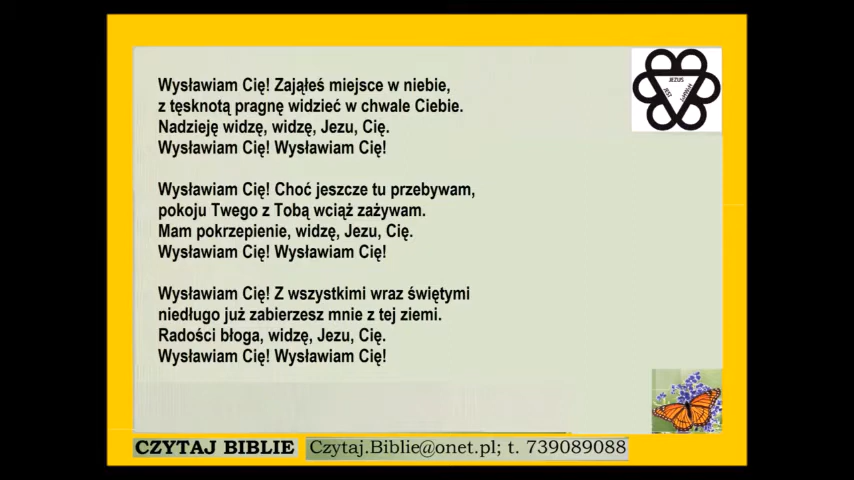 Wysławiam Cię! Zająłeś miejsce w niebie,
z tęsknotą pragnę widzieć w chwale Ciebie.
Nadzieję widzę, widzę, Jezu, Cię.
Wysławiam Cię! Wysławiam Cię!
Wysławiam Cię! Choć jeszcze tu przebywam,
pokoju Twego z Tobą wciąż zażywam.
Mam pokrzepienie, widzę, Jezu, Cię.
Wysławiam Cię! Wysławiam Cię!
Wysławiam Cię! Z wszystkimi wraz świętymi
niedługo już zabierzesz mnie z tej ziemi.
Radości błoga, widzę, Jezu, Cię.
Wysławiam Cię! Wysławiam Cię!
JEZUS
JEST
CZYTAJ BIBLIE
Czytaj.Biblie@onet.pl; t. 739089088